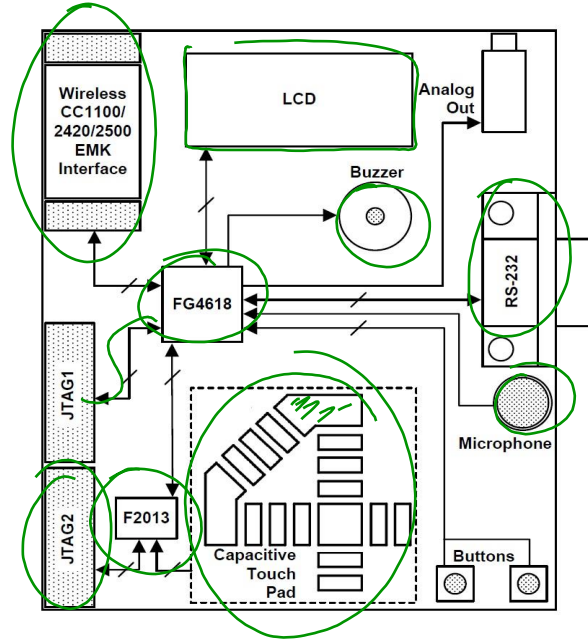 Wireless
CC1100/
2420/2500
EMK
Interface
LCD
Analog
Out
Buzzer
FG4618
RS-232
JTAG1
Microphone
JTAG2
F2013
Capacitive
Touch
Pad
Buttons